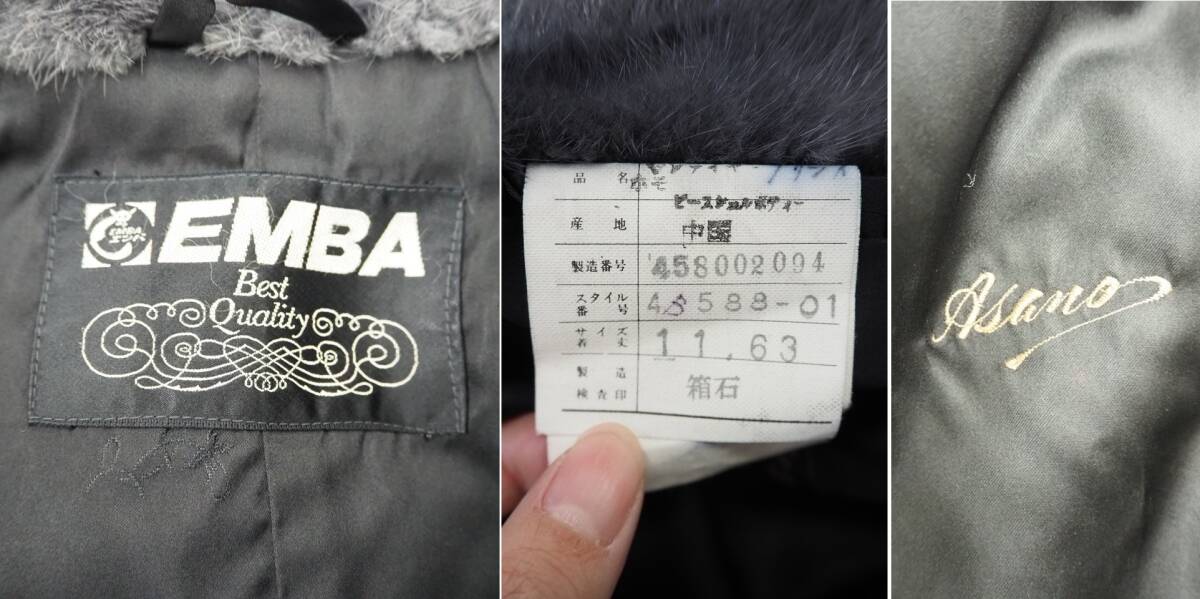 EMBA
Best
Quality
品名
ピースシェルボディー
産地 中国
製造番号 458002094
スタイル番号 48588-01
サイズ着丈 11.63
製造検査印 箱石
Asano